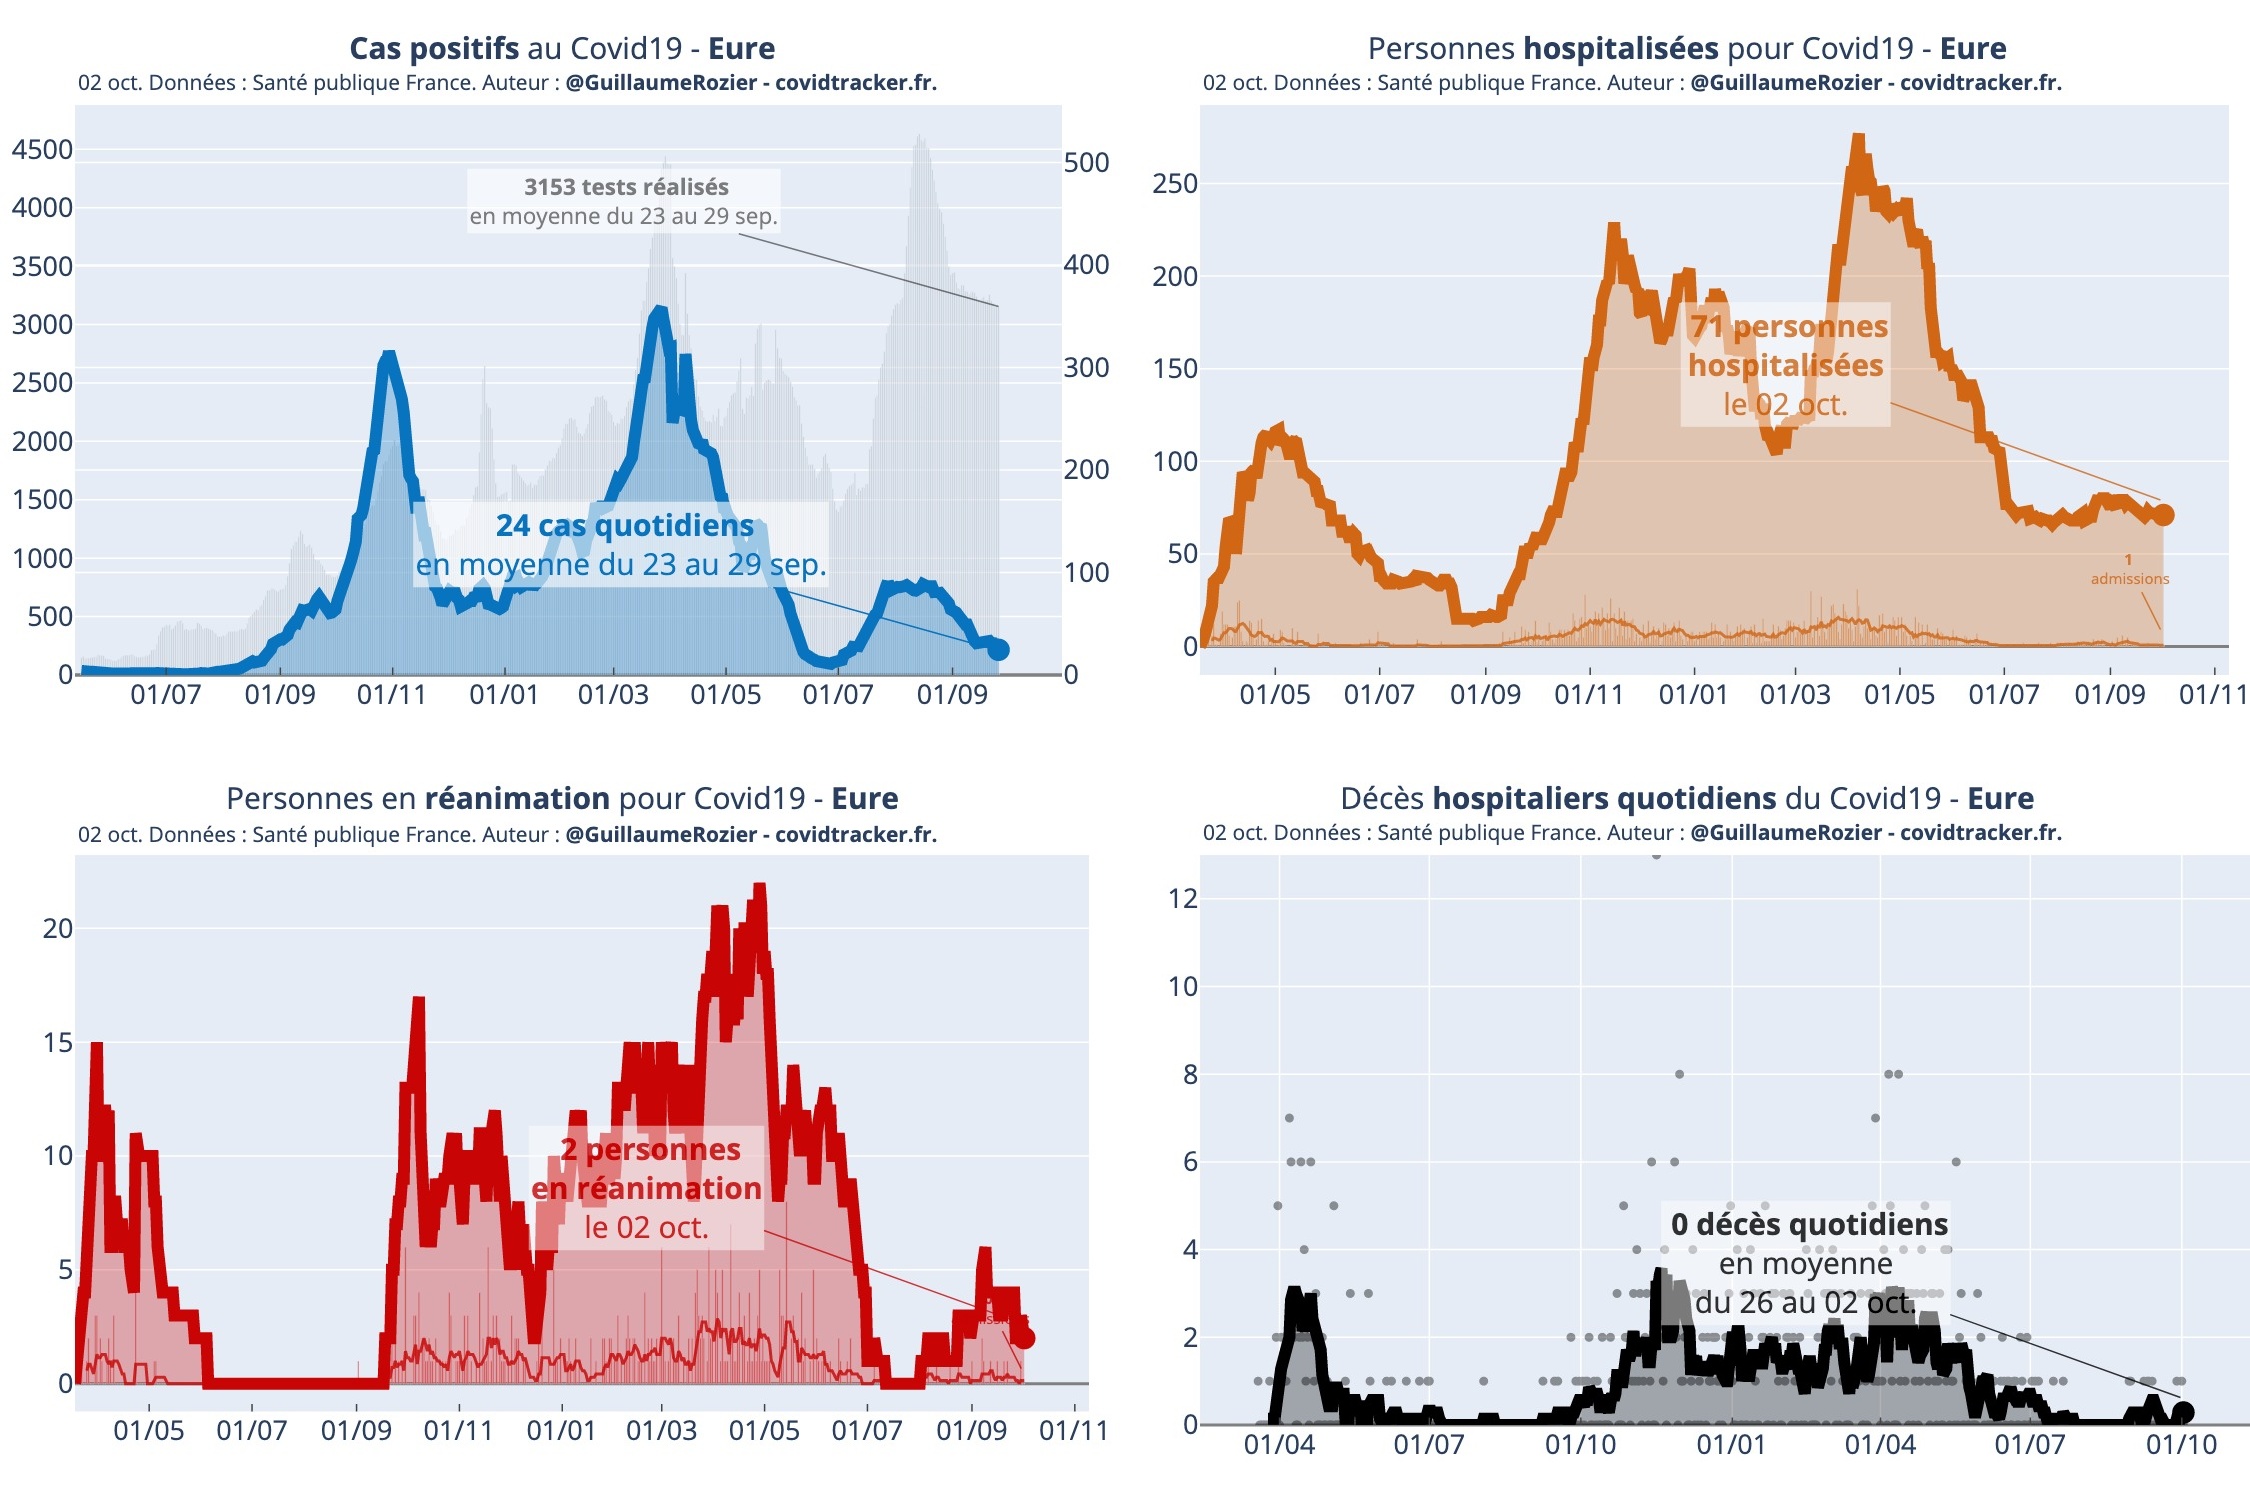 Cas positifs au Covid19 - Eure
02 oct. Données : Santé publique France. Auteur : @GuillaumeRozier - covidtracker.fr.
4500
4000
3500
3000
2500
2000
1500
1000
500
0
500
400
300
200
100
0
3153 tests réalisés
en moyenne du 23 au 29 sep.
24 cas quotidiens
en moyenne du 23 au 29 sep.
01/07 01/09 01/11 01/01 01/03 01/05 01/07 01/09
Personnes hospitalisées pour Covid19 - Eure
02 oct. Données : Santé publique France. Auteur : @GuillaumeRozier - covidtracker.fr.
250
200
150
100
50
0
71 personnes
hospitalisées
le 02 oct.
1
admissions
01/05 01/07 01/09 01/11 01/01 01/03 01/05 01/07 01/09 01/11
Personnes en réanimation pour Covid19 - Eure
02 oct. Données : Santé publique France. Auteur : @GuillaumeRozier - covidtracker.fr.
20
15
10
5
0
2 personnes
en réanimation
le 02 oct.
01/05 01/07 01/09 01/11 01/01 01/03 01/05 01/07 01/09 01/11
Décès hospitaliers quotidiens du Covid19 - Eure
02 oct. Données : Santé publique France. Auteur : @GuillaumeRozier - covidtracker.fr.
12
10
8
6
4
2
0
0 décès quotidiens
en moyenne
du 26 au 02 oct.
01/04 01/07 01/10 01/01 01/04 01/07 01/10